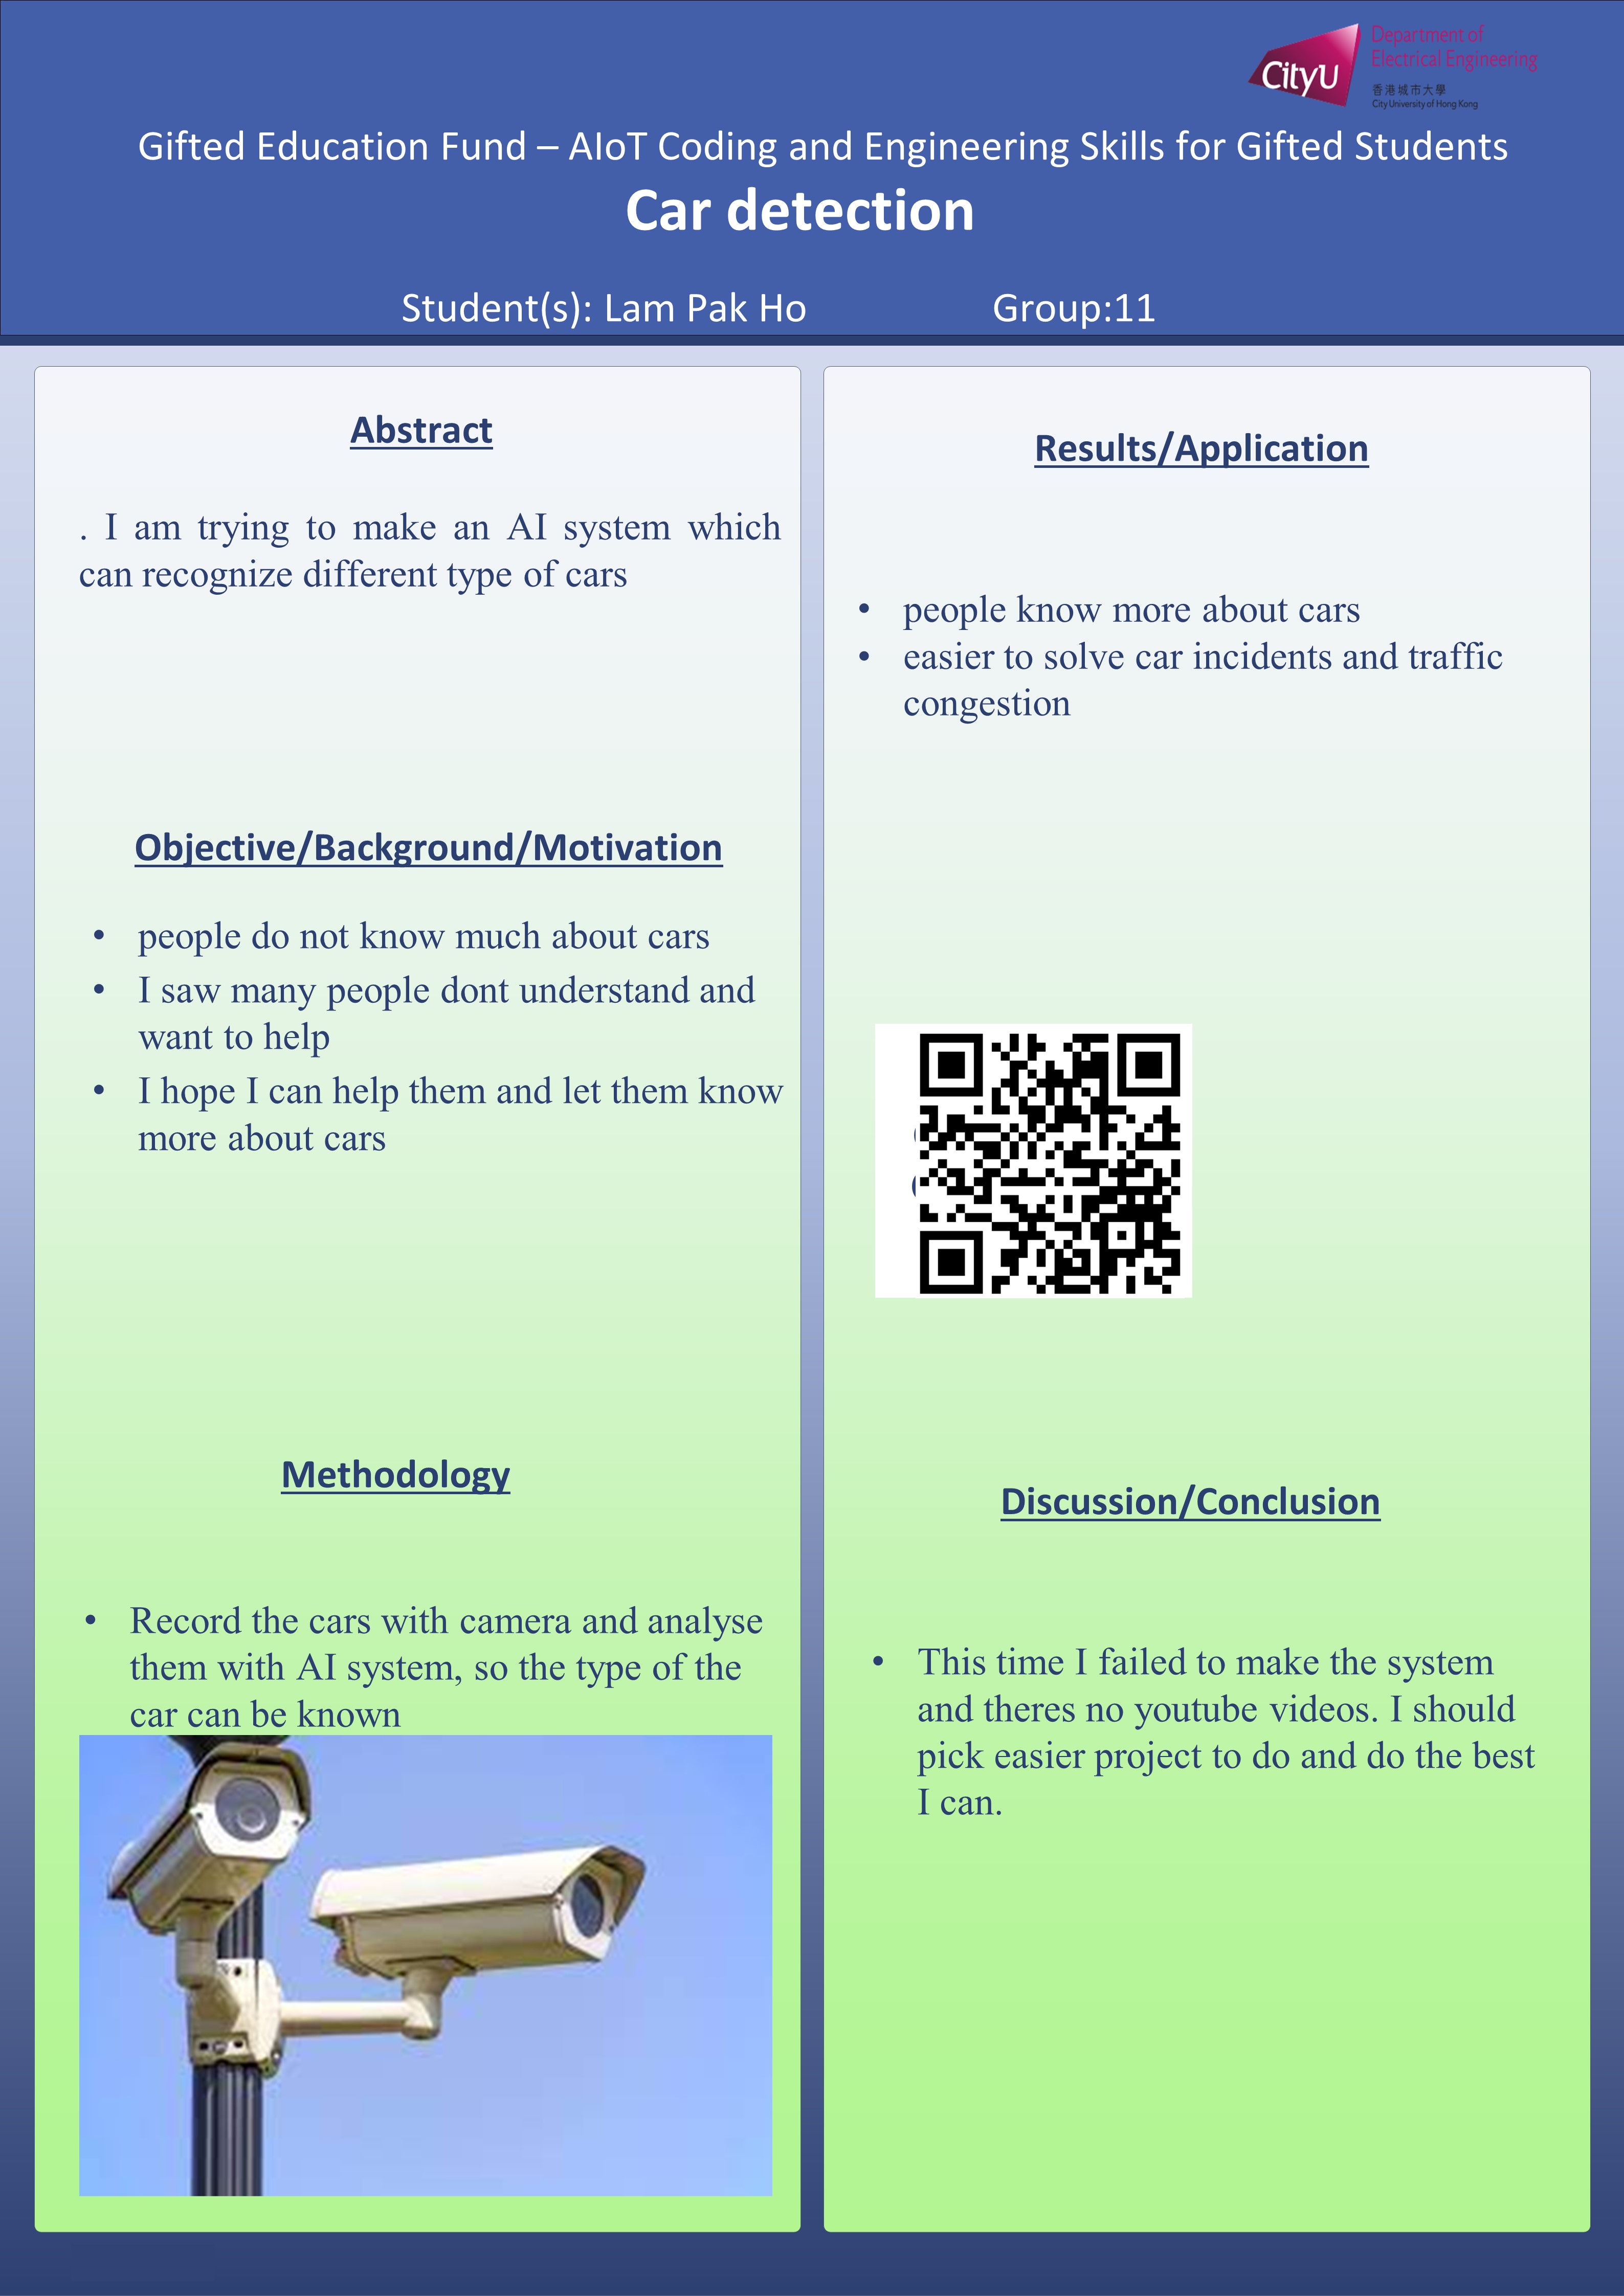 CityU
Department of
Electrical Engineering
香港城市大學
City University of Hong Kong
Gifted Education Fund – AIoT Coding and Engineering Skills for Gifted Students
Car detection
Student(s): Lam Pak Ho Group:11
Abstract
. I am trying to make an AI system which
can recognize different type of cars
Objective/Background/Motivation
• people do not know much about cars
• I saw many people dont understand and
want to help
• I hope I can help them and let them know
more about cars
Methodology
• Record the cars with camera and analyse
them with AI system, so the type of the
car can be known
Results/Application
• people know more about cars
• easier to solve car incidents and traffic
congestion
Discussion/Conclusion
• This time I failed to make the system
and theres no youtube videos. I should
pick easier project to do and do the best
I can.